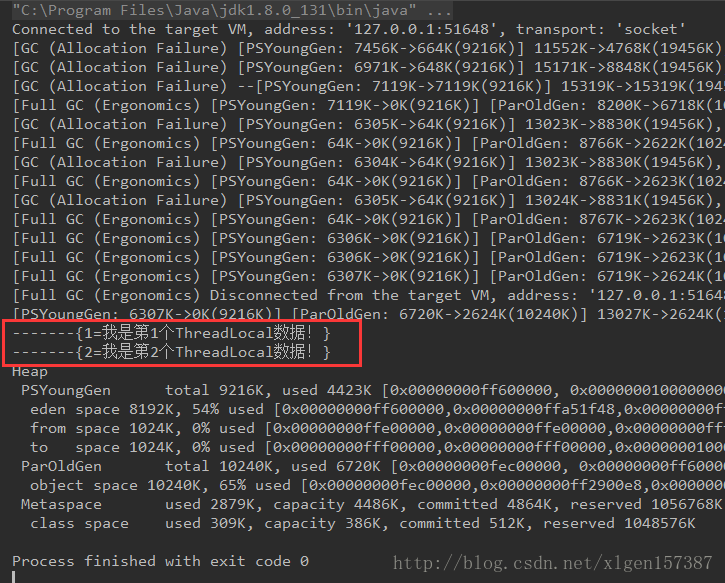 "C:\Program Files\Java\jdk1.8.0_131\bin\java" ...
Connected to the target VM, address: '127.0.0.1:51648', transport: 'socket'
[GC (Allocation Failure) [PSYoungGen: 7456K->664K(9216K)] 11552K->4768K(19456K)
[GC (Allocation Failure) [PSYoungGen: 6971K->648K(9216K)] 15171K->8848K(19456K)
[GC (Allocation Failure) --[PSYoungGen: 7119K->7119K(9216K)] 15319K->15319K(194
[Full GC (Ergonomics) [PSYoungGen: 7119K->0K(9216K)] [ParOldGen: 8200K->6718K(1
[GC (Allocation Failure) [PSYoungGen: 6305K->64K(9216K)] 13023K->8830K(19456K),
[Full GC (Ergonomics) [PSYoungGen: 64K->0K(9216K)] [ParOldGen: 8766K->2622K(1024
[GC (Allocation Failure) [PSYoungGen: 6304K->64K(9216K)] 13023K->8830K(19456K),
[Full GC (Ergonomics) [PSYoungGen: 64K->0K(9216K)] [ParOldGen: 8766K->2623K(1024
[GC (Allocation Failure) [PSYoungGen: 6305K->64K(9216K)] 13024K->8831K(19456K),
[Full GC (Ergonomics) [PSYoungGen: 64K->0K(9216K)] [ParOldGen: 8767K->2623K(1024
[Full GC (Ergonomics) [PSYoungGen: 6306K->0K(9216K)] [ParOldGen: 6719K->2623K(10
[Full GC (Ergonomics) [PSYoungGen: 6306K->0K(9216K)] [ParOldGen: 6719K->2623K(10
[Full GC (Ergonomics) [PSYoungGen: 6307K->0K(9216K)] [ParOldGen: 6719K->2624K(10
[Full GC (Ergonomics) Disconnected from the target VM, address: '127.0.0.1:51648
[PSYoungGen: 6307K->0K(9216K)] [ParOldGen: 6720K->2624K(10240K)] 13027K->2624K(
-------{1=我是第1个ThreadLocal数据！}
-------{2=我是第2个ThreadLocal数据！}
Heap
PSYoungGen total 9216K, used 4423K [0x00000000ff600000, 0x0000000100000000
eden space 8192K, 54% used [0x00000000ff600000,0x00000000ffa51f48,0x00000000ff
from space 1024K, 0% used [0x00000000ffe00000,0x00000000ffe00000,0x00000000ff
to space 1024K, 0% used [0x00000000fff00000,0x00000000fff00000,0x0000000100
ParOldGen total 10240K, used 6720K [0x00000000fec00000, 0x00000000ff60000
object space 10240K, 65% used [0x00000000fec00000,0x00000000ff2900e8,0x0000000
Metaspace used 2879K, capacity 4486K, committed 4864K, reserved 1056768K
class space used 309K, capacity 386K, committed 512K, reserved 1048576K
Process finished with exit code 0
http://blog.csdn.net/xlgen157387